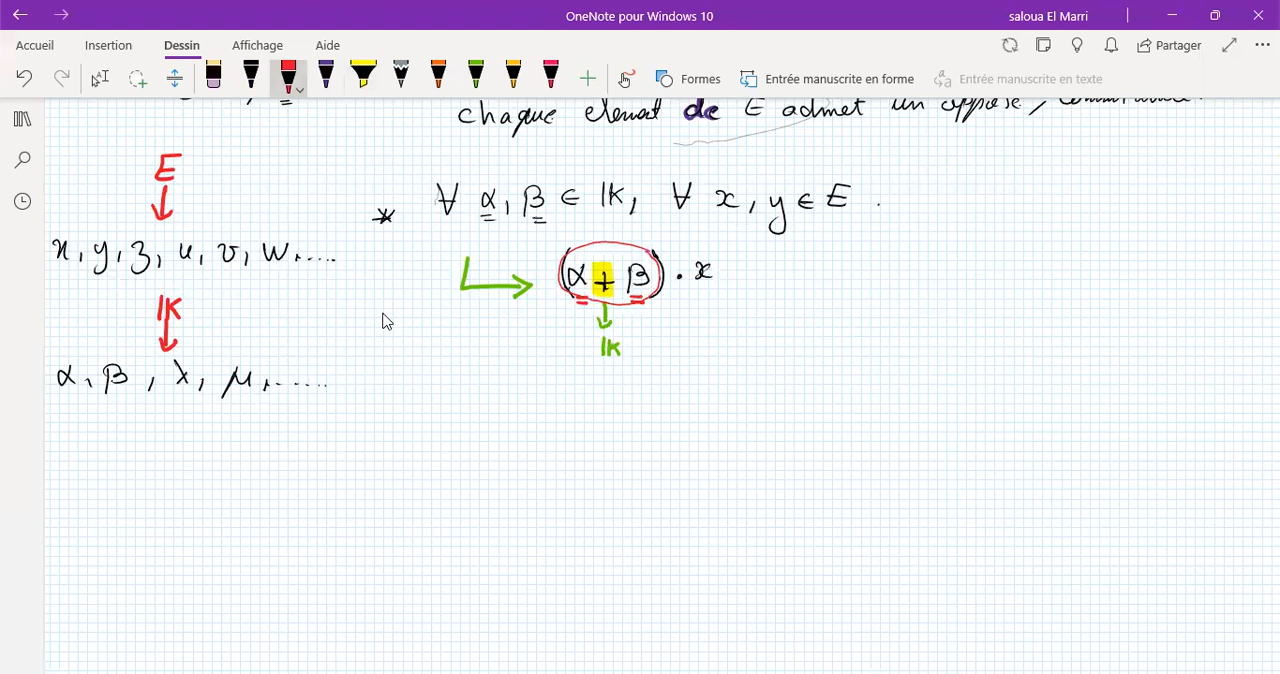 OneNote pour Windows 10
saloua El Marri
Accueil Insertion Dessin Affichage Aide
Partager
Formes Entrée manuscrite en forme Entrée manuscrite en texte
chaque element de E admet un opposé,
E
x, y, z, u, v, w, ....
* ∀ α, β ∈ IK, ∀ x, y ∈ E .
(α + β) • x
IK
IK
α, β, λ, μ, .....